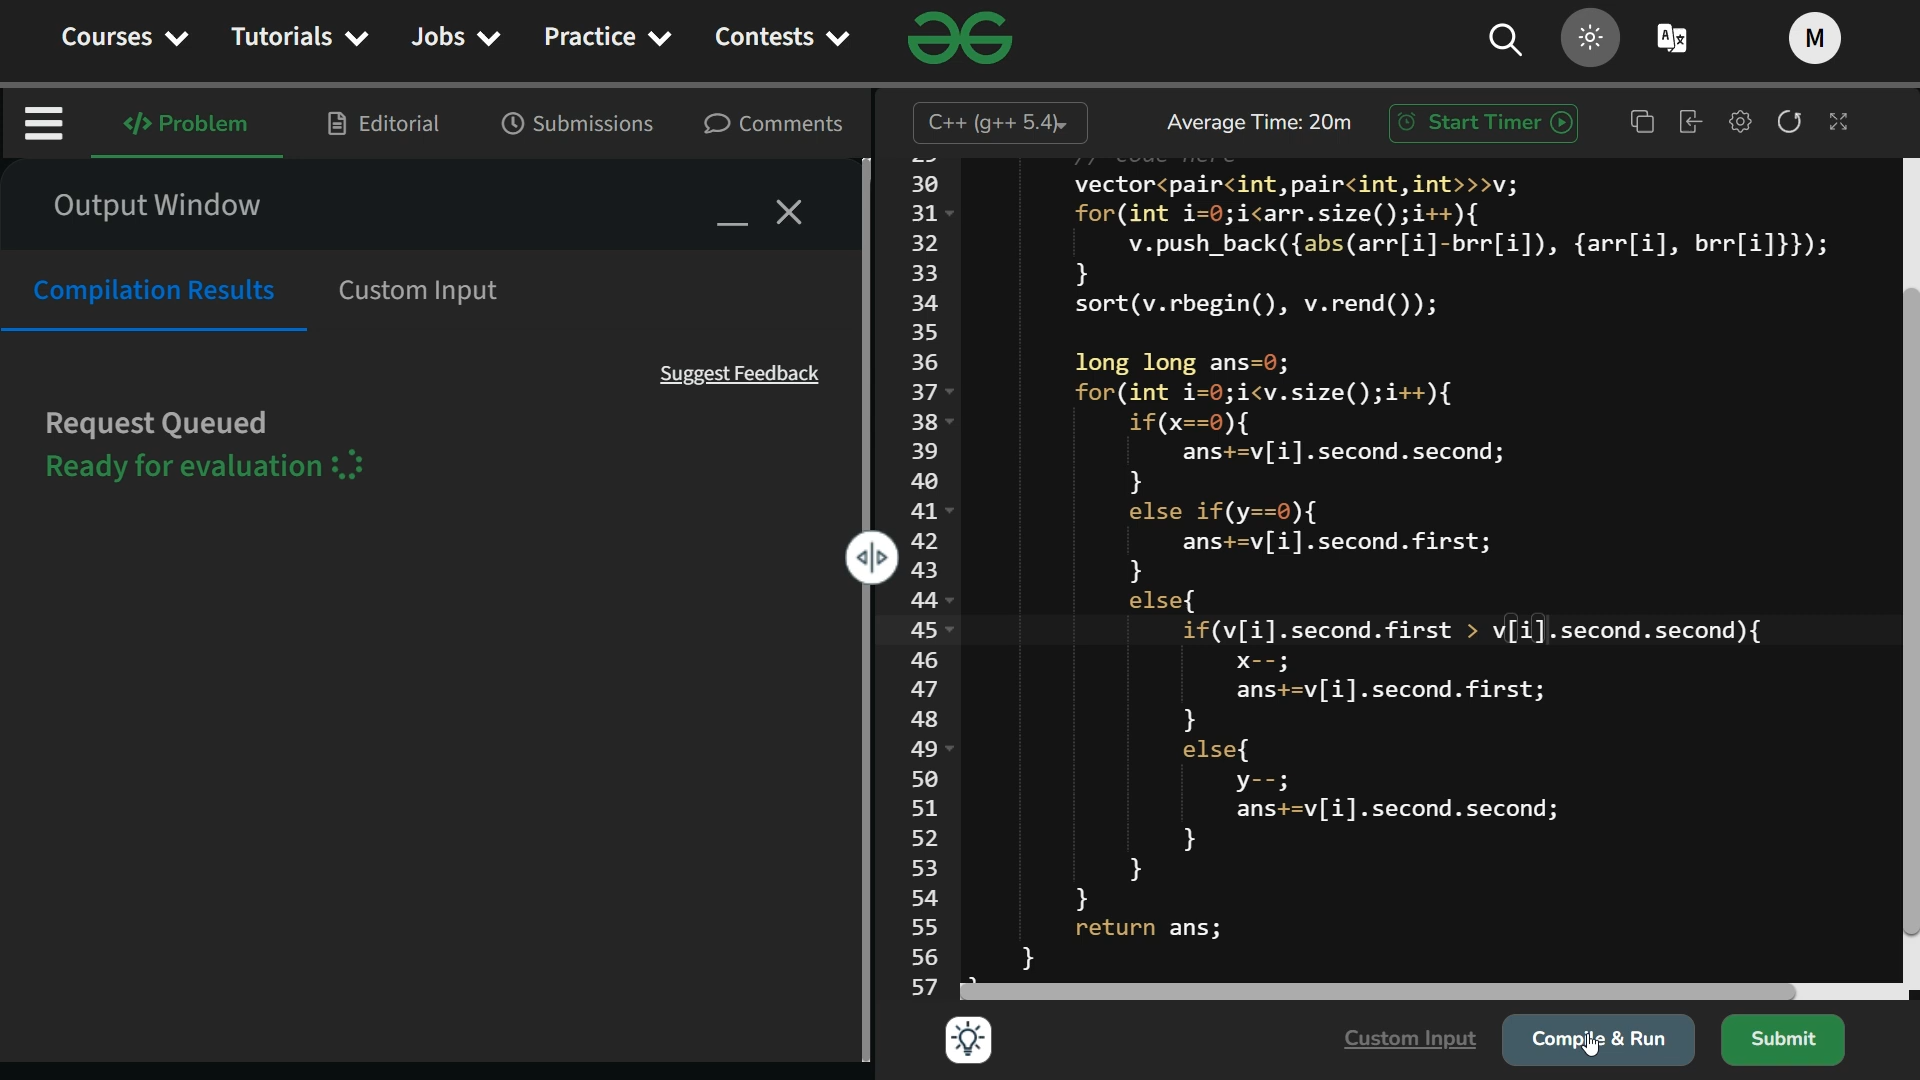 Courses Tutorials Jobs Practice Contests M
Problem Editorial Submissions Comments
C++ (g++ 5.4) Average Time: 20m Start Timer
Output Window
Compilation Results Custom Input
Suggest Feedback
Request Queued
Ready for evaluation
29 // code here
30 vector<pair<int,pair<int,int>>>v;
31 for(int i=0;i<arr.size();i++){
32 v.push_back({abs(arr[i]-brr[i]), {arr[i], brr[i]}});
33 }
34 sort(v.rbegin(), v.rend());
35
36 long long ans=0;
37 for(int i=0;i<v.size();i++){
38 if(x==0){
39 ans+=v[i].second.second;
40 }
41 else if(y==0){
42 ans+=v[i].second.first;
43 }
44 else{
45 if(v[i].second.first > v[i].second.second){
46 x--;
47 ans+=v[i].second.first;
48 }
49 else{
50 y--;
51 ans+=v[i].second.second;
52 }
53 }
54 }
55 return ans;
56 }
57 }
Custom Input Compile & Run Submit